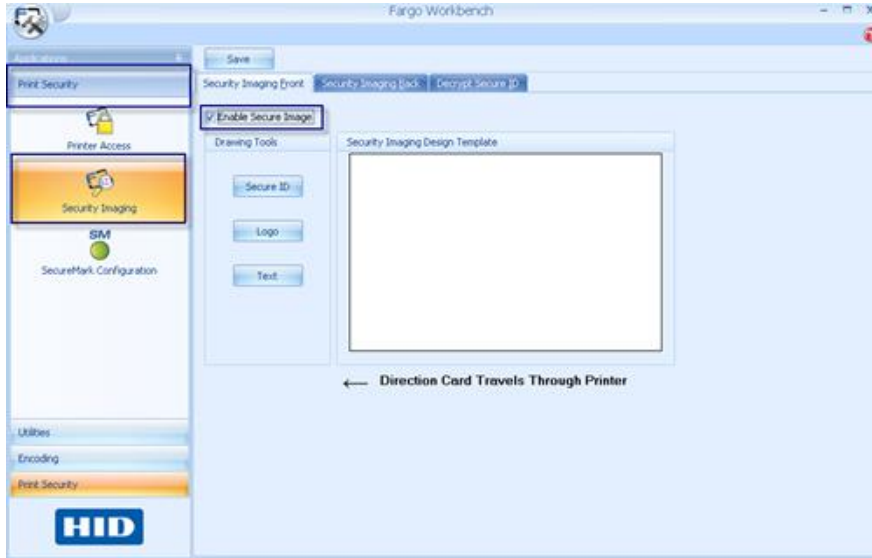 Fargo Workbench
Applications
Save
Print Security
Security Imaging Front
Security Imaging Back
Decrypt Secure ID
Enable Secure Image
Drawing Tools
Security Imaging Design Template
Printer Access
Secure ID
Security Imaging
Logo
SM
SecureMark Configuration
Text
← Direction Card Travels Through Printer
Utilities
Encoding
Print Security
HID